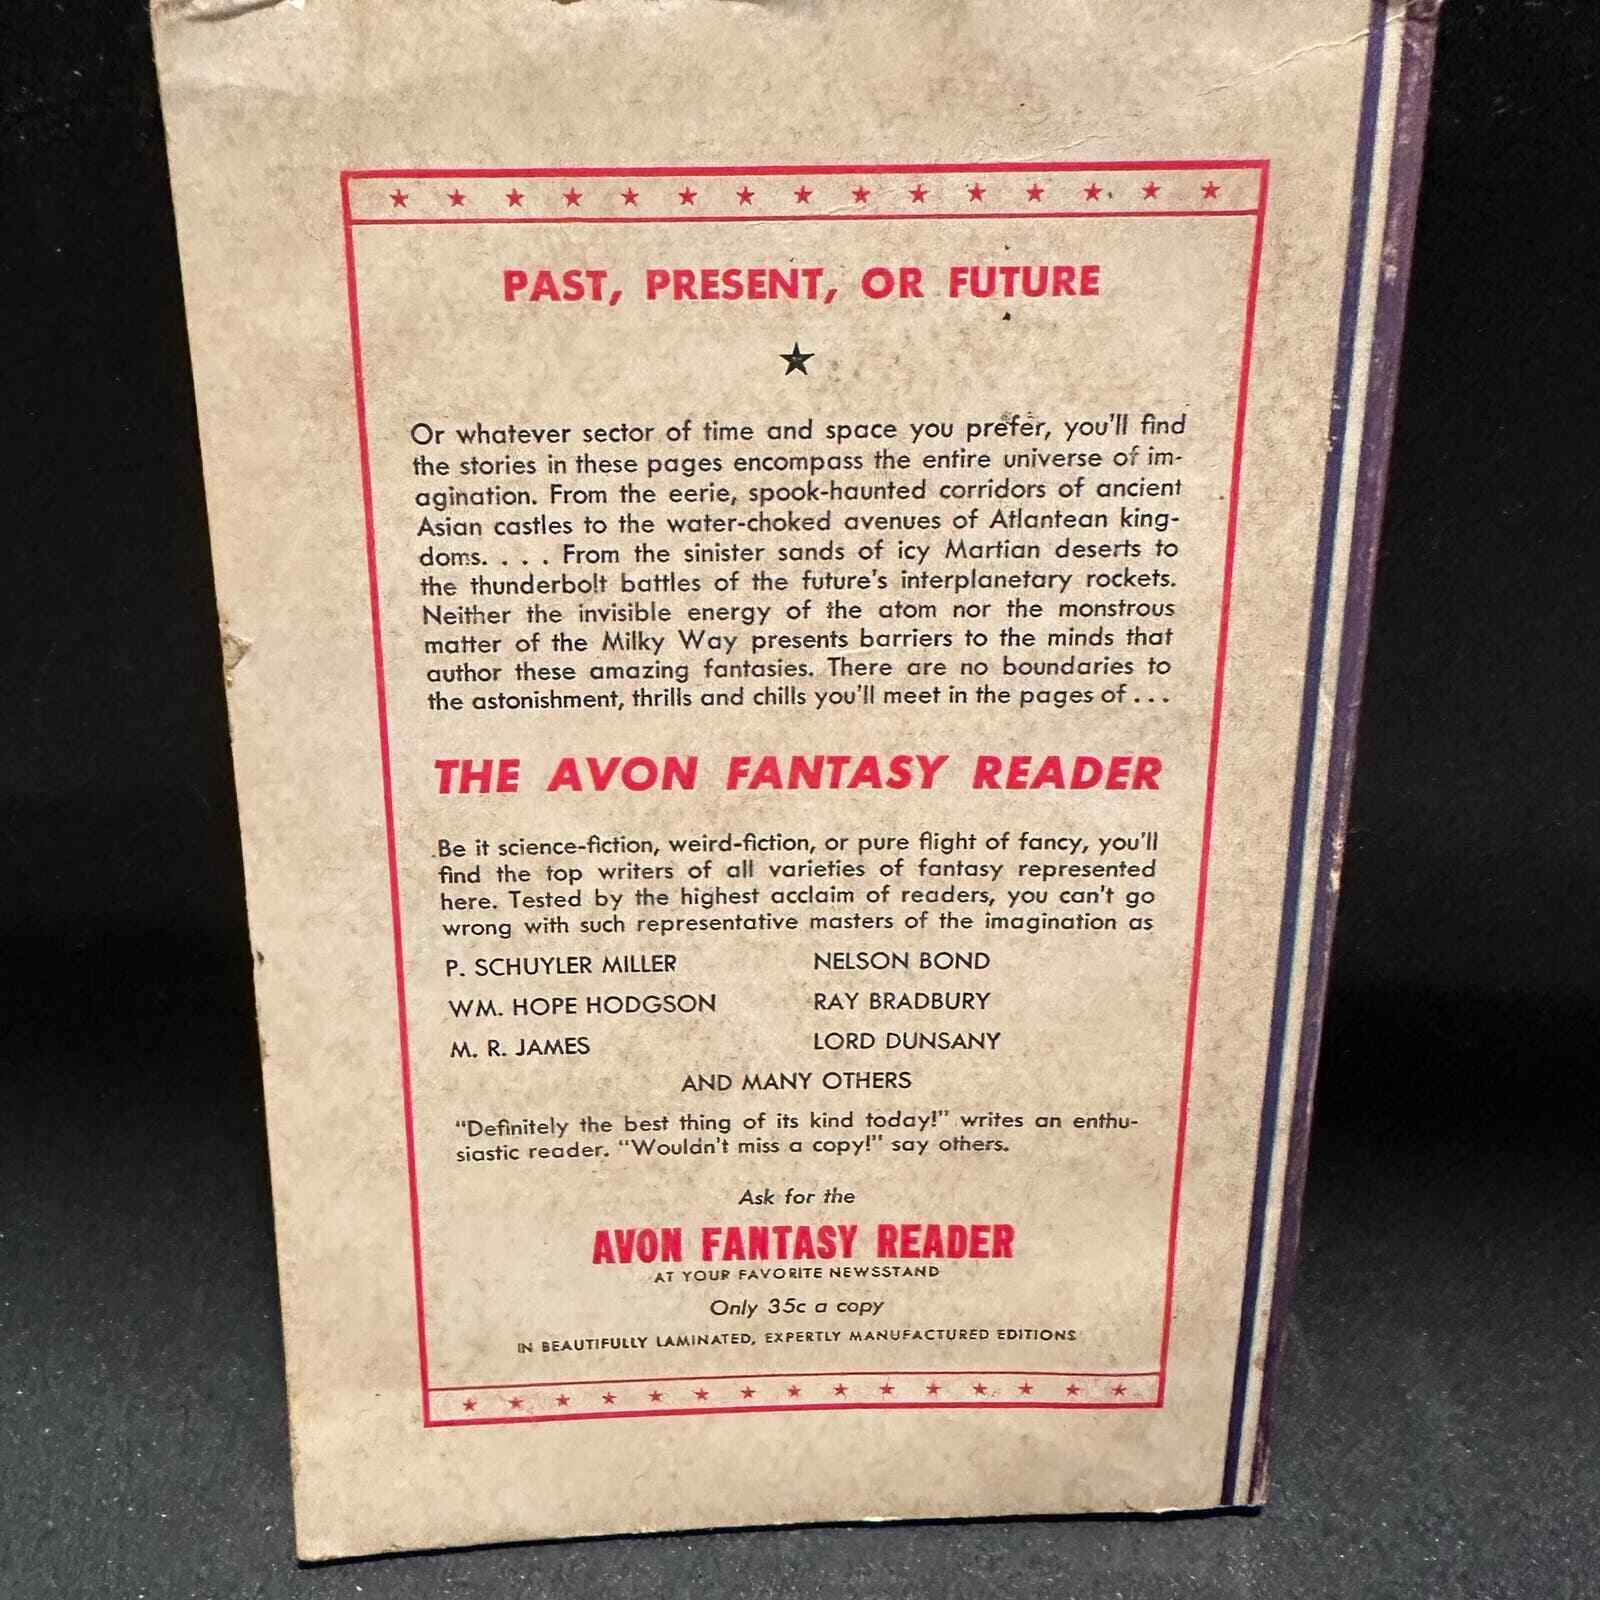 PAST, PRESENT, OR FUTURE
Or whatever sector of time and space you prefer, you'll find
the stories in these pages encompass the entire universe of im-
agination. From the eerie, spook-haunted corridors of ancient
Asian castles to the water-choked avenues of Atlantean king-
doms. . . . From the sinister sands of icy Martian deserts to
the thunderbolt battles of the future's interplanetary rockets.
Neither the invisible energy of the atom nor the monstrous
matter of the Milky Way presents barriers to the minds that
author these amazing fantasies. There are no boundaries to
the astonishment, thrills and chills you'll meet in the pages of . . .
THE AVON FANTASY READER
Be it science-fiction, weird-fiction, or pure flight of fancy, you'll
find the top writers of all varieties of fantasy represented
here. Tested by the highest acclaim of readers, you can't go
wrong with such representative masters of the imagination as
P. SCHUYLER MILLER NELSON BOND
WM. HOPE HODGSON RAY BRADBURY
M. R. JAMES LORD DUNSANY
AND MANY OTHERS
"Definitely the best thing of its kind today!" writes an enthu-
siastic reader. "Wouldn't miss a copy!" say others.
Ask for the
AVON FANTASY READER
AT YOUR FAVORITE NEWSSTAND
Only 35c a copy
IN BEAUTIFULLY LAMINATED, EXPERTLY MANUFACTURED EDITIONS